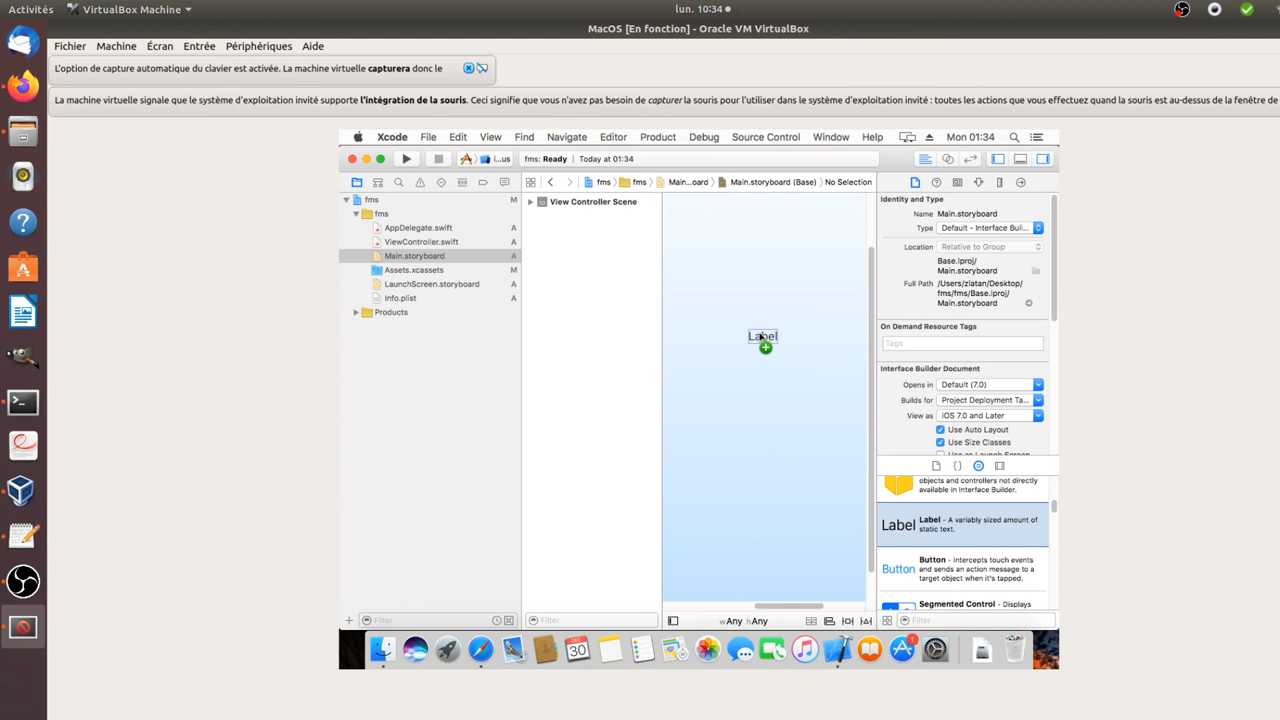 Activités VirtualBox Machine lun. 10:34
MacOS [En fonction] - Oracle VM VirtualBox
Fichier Machine Écran Entrée Périphériques Aide
L'option de capture automatique du clavier est activée. La machine virtuelle capturera donc le
La machine virtuelle signale que le système d'exploitation invité supporte l'intégration de la souris. Ceci signifie que vous n'avez pas besoin de capturer la souris pour l'utiliser dans le système d'exploitation invité : toutes les actions que vous effectuez quand la souris est au-dessus de la fenêtre de
Xcode File Edit View Find Navigate Editor Product Debug Source Control Window Help Mon 01:34
i...us fms: Ready Today at 01:34
fms fms Main...oard Main.storyboard (Base) No Selection
fms M
fms
AppDelegate.swift A
ViewController.swift A
Main.storyboard A
Assets.xcassets M
LaunchScreen.storyboard A
Info.plist A
Products
Filter
View Controller Scene
Filter
Label
wAny hAny
Identity and Type
Name Main.storyboard
Type Default - Interface Buil...
Location Relative to Group
Base.lproj/
Main.storyboard
Full Path /Users/zlatan/Desktop/
fms/fms/Base.lproj/
Main.storyboard
On Demand Resource Tags
Tags
Interface Builder Document
Opens in Default (7.0)
Builds for Project Deployment Ta...
View as iOS 7.0 and Later
Use Auto Layout
Use Size Classes
objects and controllers not directly
available in Interface Builder.
Label Label - A variably sized amount of
static text.
Button Button - Intercepts touch events
and sends an action message to a
target object when it's tapped.
Segmented Control - Displays
Filter
DEC
30
1